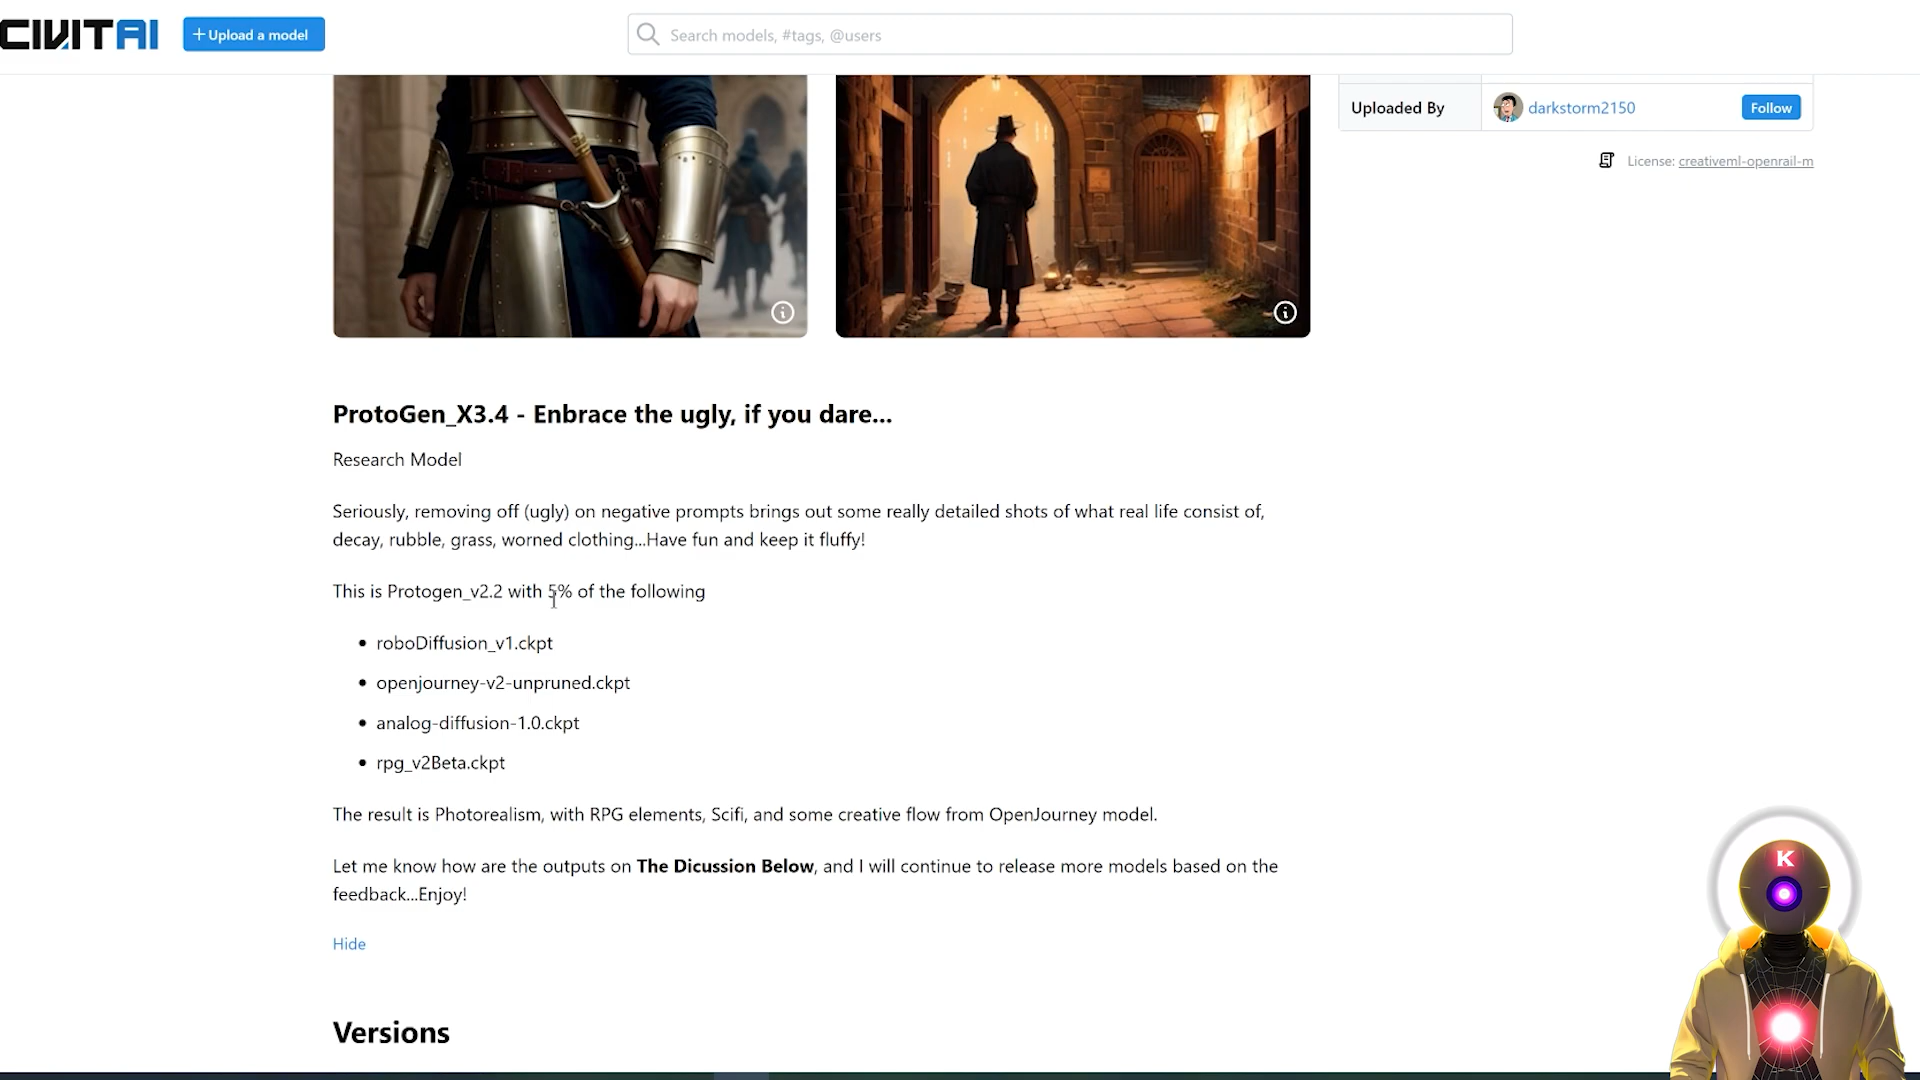 CIVITAI
+ Upload a model
Search models, #tags, @users
Uploaded By
darkstorm2150
Follow
License: creativeml-openrail-m
ProtoGen_X3.4 - Enbrace the ugly, if you dare...
Research Model
Seriously, removing off (ugly) on negative prompts brings out some really detailed shots of what real life consist of,
decay, rubble, grass, worned clothing...Have fun and keep it fluffy!
This is Protogen_v2.2 with 5% of the following
• roboDiffusion_v1.ckpt
• openjourney-v2-unpruned.ckpt
• analog-diffusion-1.0.ckpt
• rpg_v2Beta.ckpt
The result is Photorealism, with RPG elements, Scifi, and some creative flow from OpenJourney model.
Let me know how are the outputs on The Dicussion Below, and I will continue to release more models based on the
feedback...Enjoy!
Hide
Versions
K